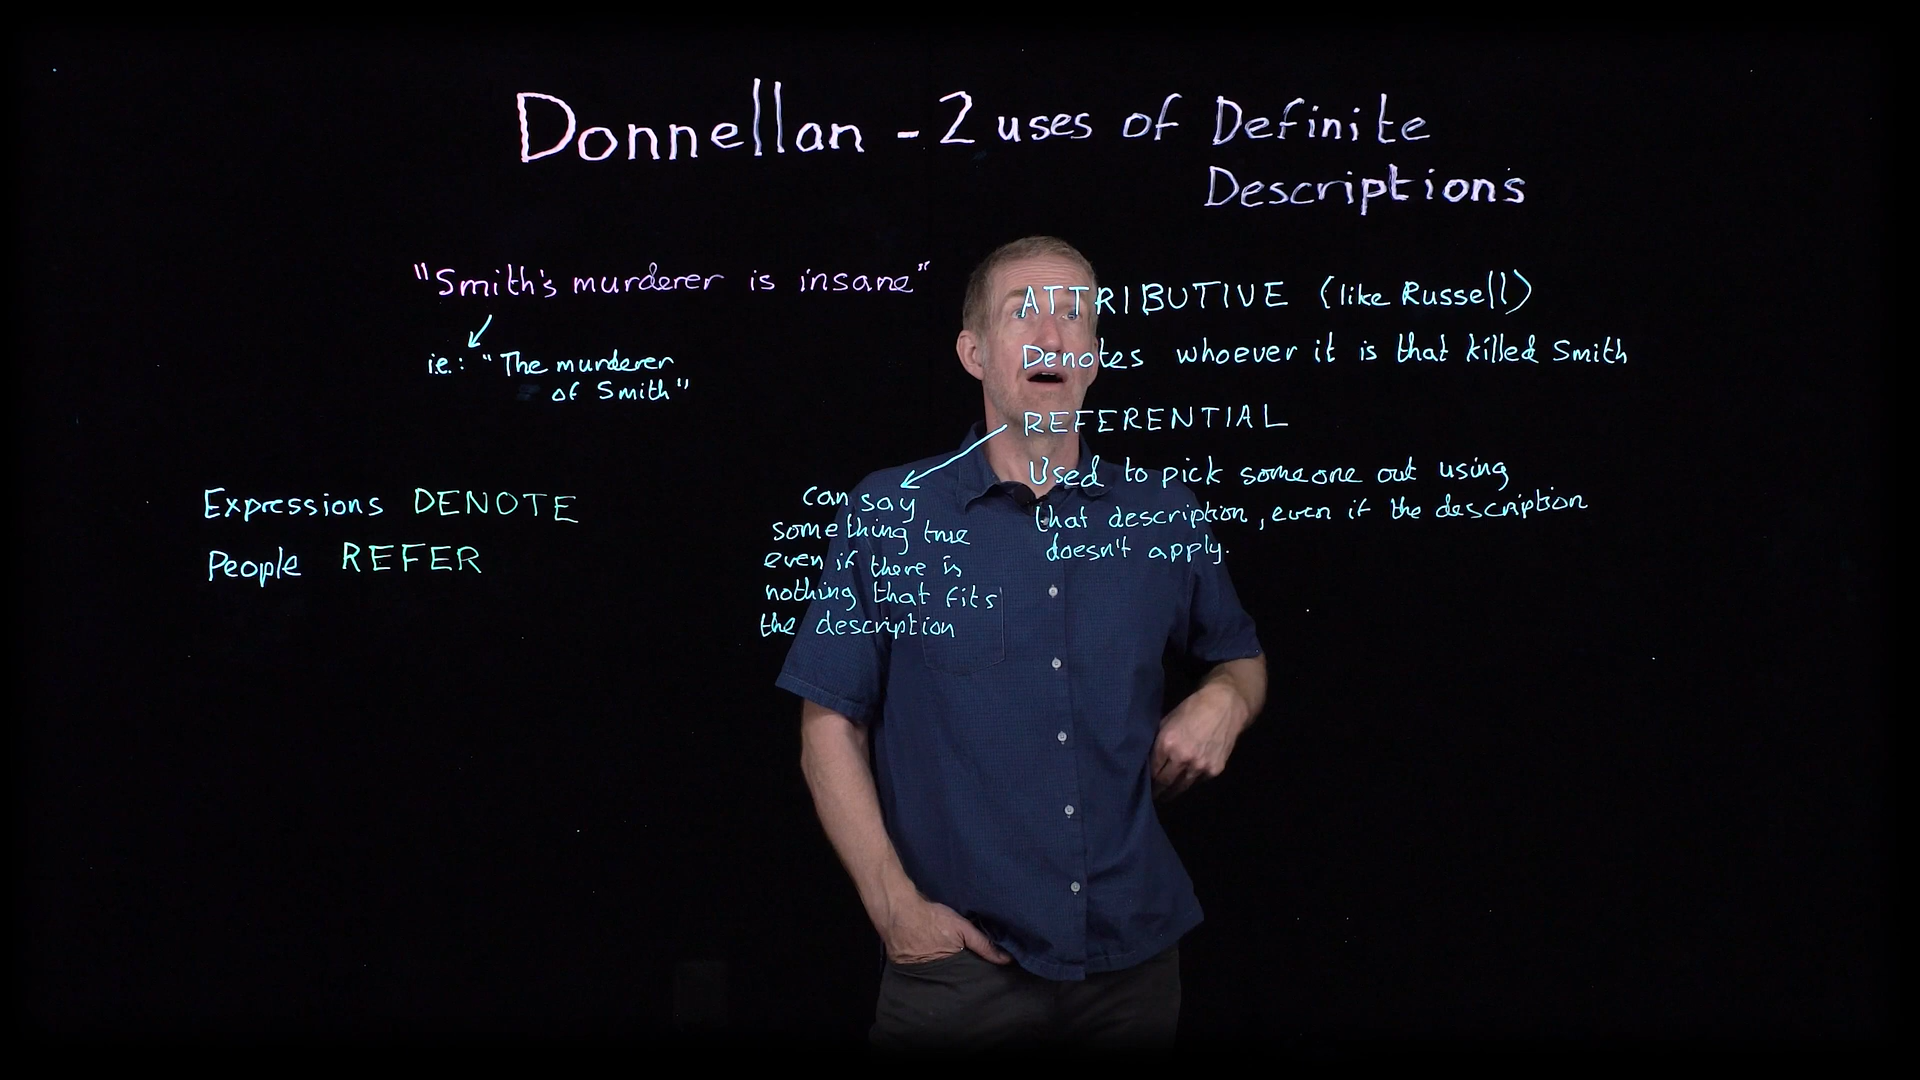 Donnellan - 2 uses of Definite
Descriptions
"Smith's murderer is insane"
i.e.: "The murderer
of Smith"
Expressions DENOTE
People REFER
ATTRIBUTIVE (like Russell)
Denotes whoever it is that killed Smith
REFERENTIAL
Used to pick someone out using
that description, even if the description
doesn't apply.
can say
something true
even if there is
nothing that fits
the description